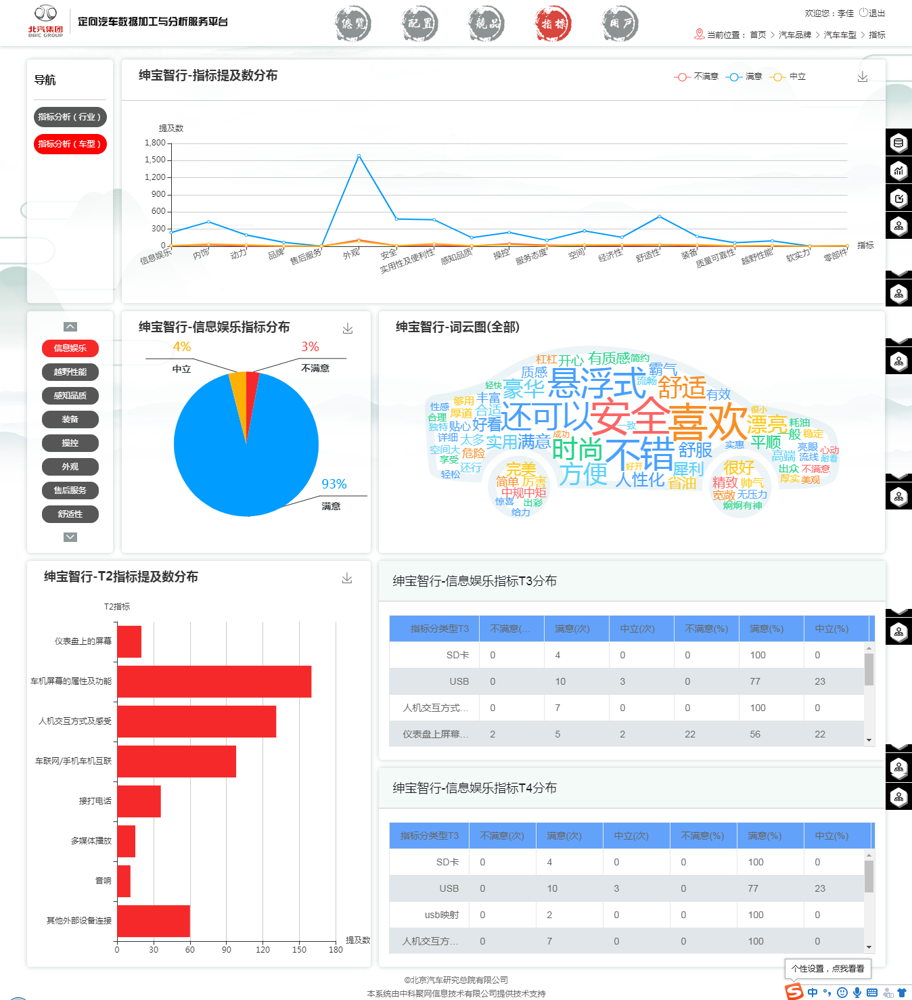 北汽集团
BAIC GROUP
定向汽车数据加工与分析服务平台
总览
配置
競品
指標
用戶
欢迎您：李佳 退出
当前位置： 首页 > 汽车品牌 > 汽车车型 > 指标
导航
指标分析（行业）
指标分析（车型）
绅宝智行-指标提及数分布
不满意 满意 中立
提及数
1,800
1,500
1,200
900
600
300
0
信息娱乐 内饰 动力 品牌 售后服务 外观 安全 实用性及便利性 感知品质 操控 服务态度 空间 经济性 舒适性 装备 质量可靠性 越野性能 软实力 零部件
指标
信息娱乐
越野性能
感知品质
装备
操控
外观
售后服务
舒适性
绅宝智行-信息娱乐指标分布
4%
中立
3%
不满意
93%
满意
绅宝智行-词云图(全部)
杠杠 开心 有质感 简约
质感 悬浮式 流畅 霸气
轻快 豪华 舒适 有效
性感 够用 丰富
合理 厚道 合适 还可以 安全 喜欢 很小
独特 贴心 好看 一致 漂亮 耗油
详细 太多 实用 满意 成功 平顺 一般 稳定
空间大 危险 时尚 不错 舒服 实惠 高端 亮眼 心动
享受 还行 流线 耐看
轻松 完美 方便 好开 犀利 很好 出众 不满意
简单 厉害 人性化 省油 精致 帅气 厚实 美观
中规中矩 宽敞 无压力
惊喜 出彩 炯炯有神
给力
绅宝智行-T2指标提及数分布
T2指标
仪表盘上的屏幕
车机屏幕的属性及功能
人机交互方式及感受
车联网/手机车机互联
接打电话
多媒体播放
音响
其他外部设备连接
0 30 60 90 120 150 180
提及数
绅宝智行-信息娱乐指标T3分布
指标分类型T3 不满意(... 满意(次) 中立(次) 不满意(%) 满意(%) 中立(%)
SD卡 0 4 0 0 100 0
USB 0 10 3 0 77 23
人机交互方式... 0 7 0 0 100 0
仪表盘上屏幕... 2 5 2 22 56 22
绅宝智行-信息娱乐指标T4分布
指标分类型T3 不满意(次) 满意(次) 中立(次) 不满意(%) 满意(%) 中立(%)
SD卡 0 4 0 0 100 0
USB 0 10 3 0 77 23
usb映射 0 2 0 0 100 0
人机交互方... 0 7 0 0 100 0
个性设置，点我看看
©北京汽车研究总院有限公司
本系统由中科聚网信息技术有限公司提供技术支持
中